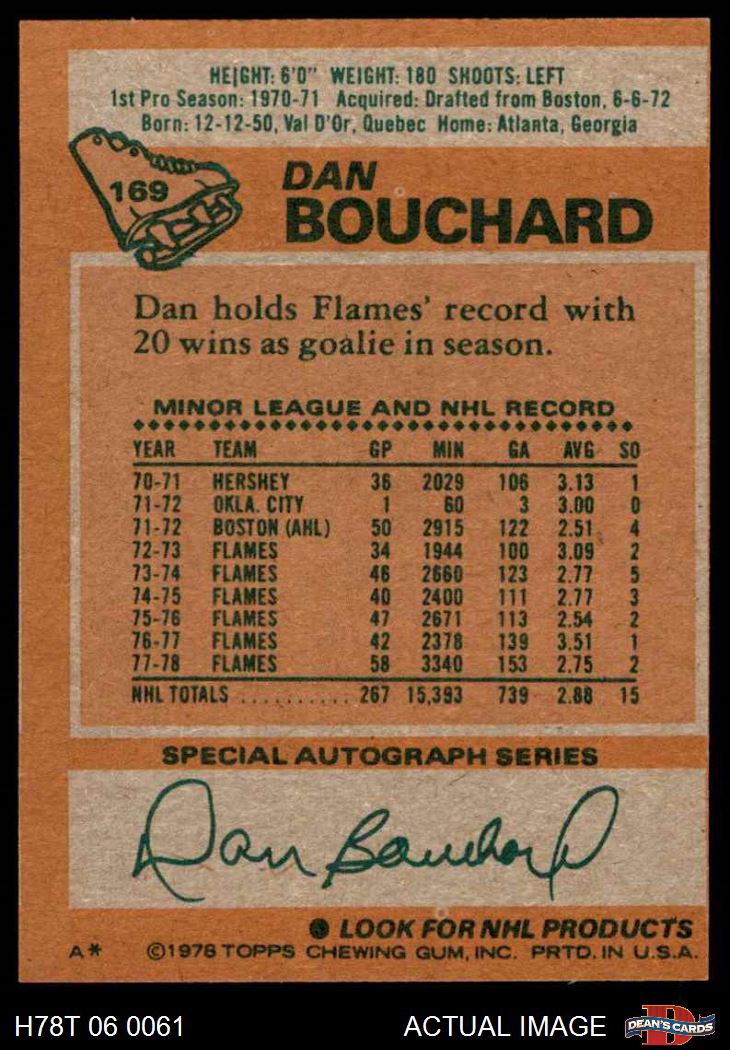 HEIGHT: 6'0" WEIGHT: 180 SHOOTS: LEFT
1st Pro Season: 1970-71 Acquired: Drafted from Boston, 6-6-72
Born: 12-12-50, Val D'Or, Quebec Home: Atlanta, Georgia
169
DAN
BOUCHARD
Dan holds Flames' record with
20 wins as goalie in season.
MINOR LEAGUE AND NHL RECORD
YEAR TEAM GP MIN GA AVG SO
70-71 HERSHEY 36 2029 106 3.13 1
71-72 OKLA. CITY 1 60 3 3.00 0
71-72 BOSTON (AHL) 50 2915 122 2.51 4
72-73 FLAMES 34 1944 100 3.09 2
73-74 FLAMES 46 2660 123 2.77 5
74-75 FLAMES 40 2400 111 2.77 3
75-76 FLAMES 47 2671 113 2.54 2
76-77 FLAMES 42 2378 139 3.51 1
77-78 FLAMES 58 3340 153 2.75 2
NHL TOTALS .......... 267 15,393 739 2.88 15
SPECIAL AUTOGRAPH SERIES
Dan Bouchard
● LOOK FOR NHL PRODUCTS
A* ©1978 TOPPS CHEWING GUM, INC. PRTD. IN U.S.A.
H78T 06 0061 ACTUAL IMAGE D DEAN'S CARDS